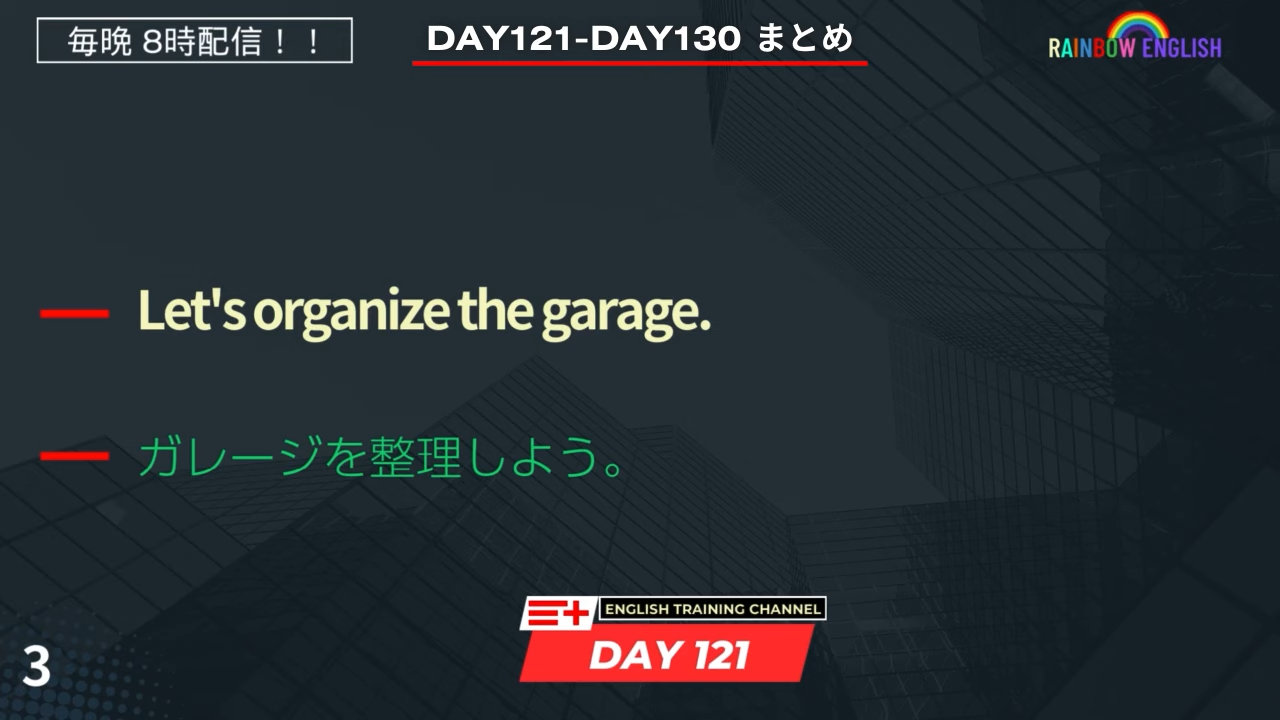 毎晩 8時配信！！
DAY121-DAY130 まとめ
RAINBOW ENGLISH
Let's organize the garage.
ガレージを整理しよう。
E+ ENGLISH TRAINING CHANNEL
DAY 121
3